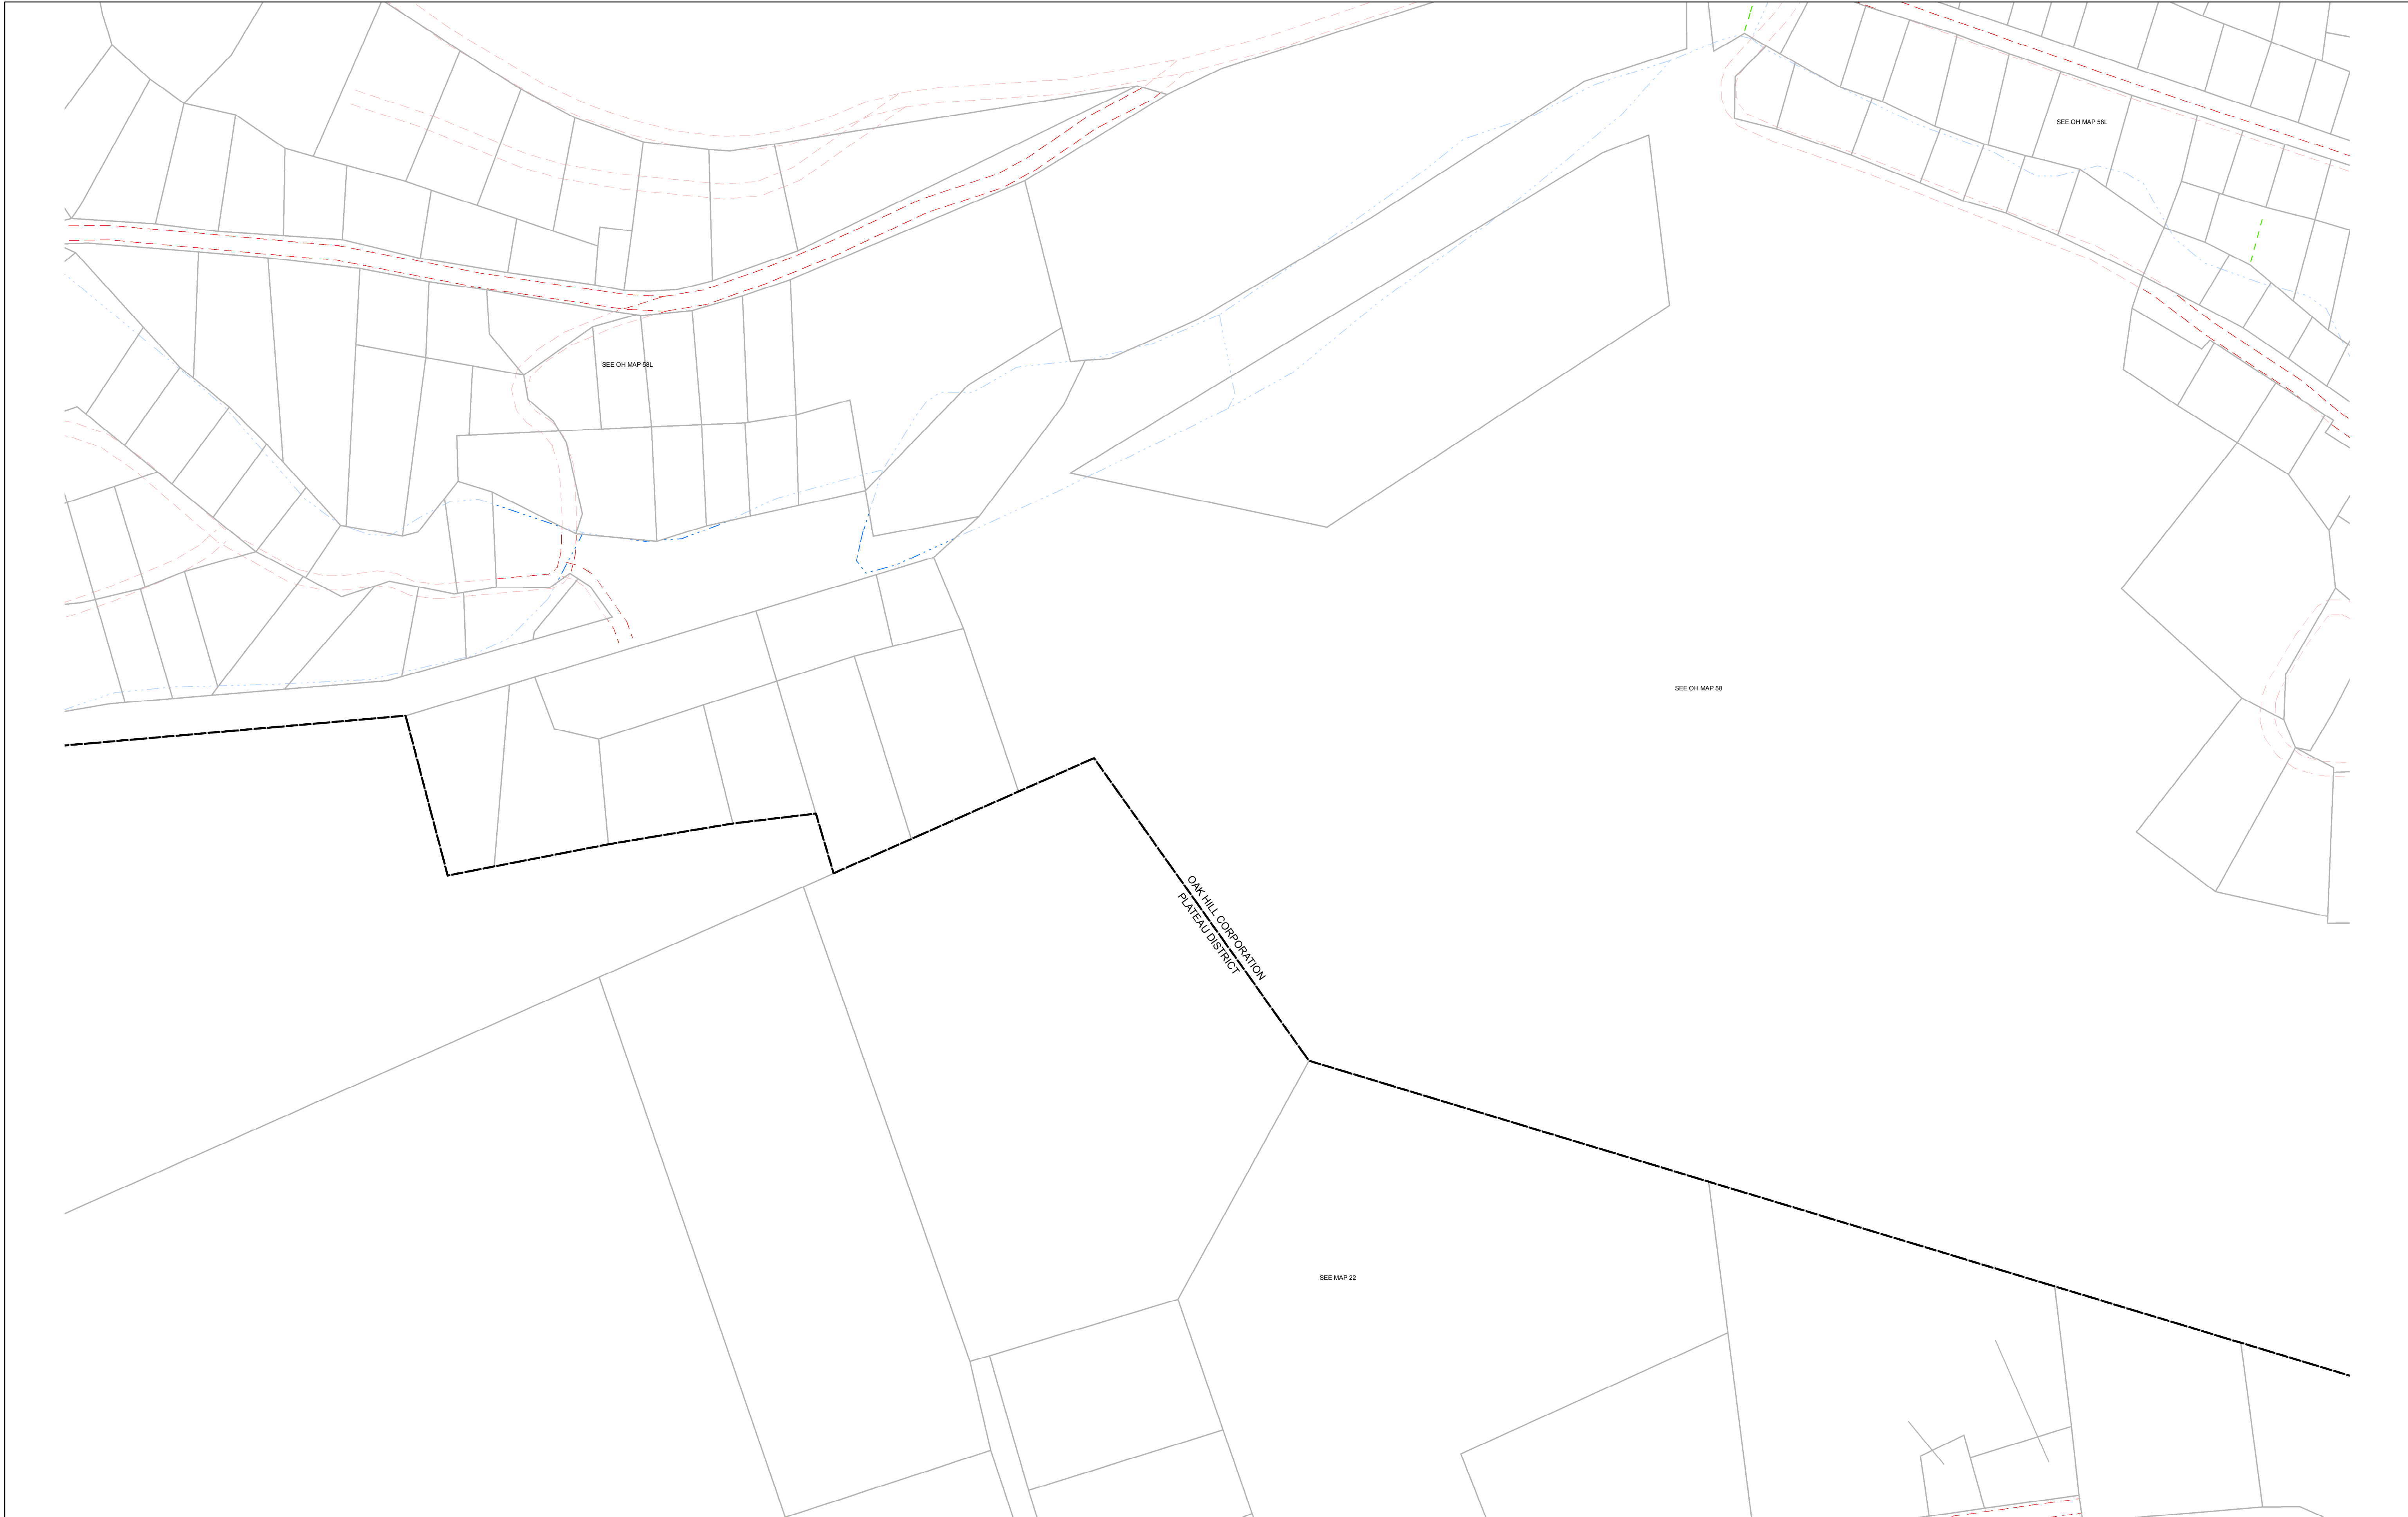 SEE OH MAP 58L
SEE OH MAP 58L
SEE OH MAP 58
OAK HILL CORPORATION
PLATEAU DISTRICT
SEE MAP 22